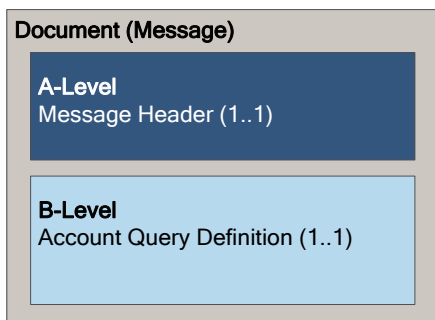 Document (Message)
A-Level
Message Header (1..1)
B-Level
Account Query Definition (1..1)